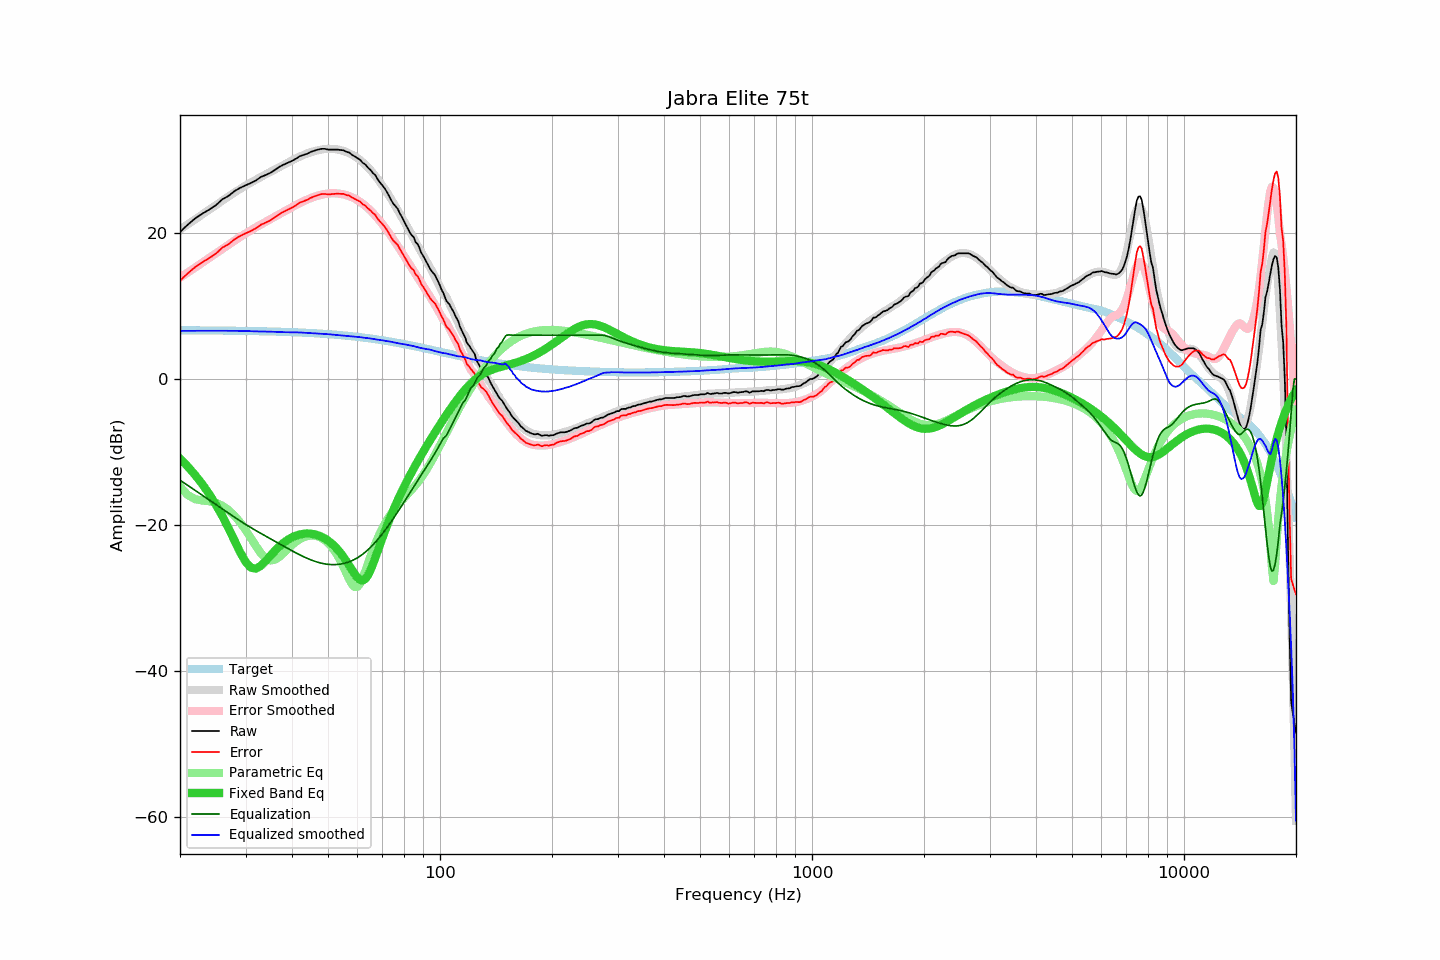 Jabra Elite 75t
Amplitude (dBr)
20
0
−20
−40
−60
Target
Raw Smoothed
Error Smoothed
Raw
Error
Parametric Eq
Fixed Band Eq
Equalization
Equalized smoothed
100 1000 10000
Frequency (Hz)